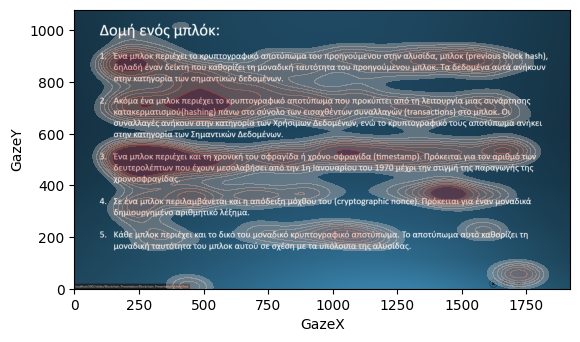 Δομή ενός μπλόκ:
1. Ένα μπλοκ περιέχει το κρυπτογραφικό αποτύπωμα του προηγούμενου στην αλυσίδα, μπλοκ (previous block hash),
δηλαδή έναν δείκτη που καθορίζει τη μοναδική ταυτότητα του προηγούμενου μπλοκ. Τα δεδομένα αυτά ανήκουν
στην κατηγορία των σημαντικών δεδομένων.
2. Ακόμα ένα μπλοκ περιέχει το κρυπτογραφικό αποτύπωμα που προκύπτει από τη λειτουργία μιας συνάρτησης
κατακερματισμού(hashing) πάνω στο σύνολο των εισαχθέντων συναλλαγών (transactions) στο μπλοκ. Οι
συναλλαγές ανήκουν στην κατηγορία των Χρήσιμων Δεδομένων, ενώ το κρυπτογραφικό τους αποτύπωμα ανήκει
στην κατηγορία των Σημαντικών Δεδομένων.
3. Ένα μπλοκ περιέχει και τη χρονική του σφραγίδα ή χρόνο-σφραγίδα (timestamp). Πρόκειται για τον αριθμό των
δευτερολέπτων που έχουν μεσολαβήσει από την 1η Ιανουαρίου του 1970 μέχρι την στιγμή της παραγωγής της
χρονοσφραγίδας.
4. Σε ένα μπλοκ περιλαμβάνεται και η απόδειξη μόχθου του (cryptographic nonce). Πρόκειται για έναν μοναδικά
δημιουργημένο αριθμητικό λέξημα.
5. Κάθε μπλοκ περιέχει και το δικό του μοναδικό κρυπτογραφικό αποτύπωμα. Το αποτύπωμα αυτό καθορίζει τη
μοναδική ταυτότητα του μπλοκ αυτού σε σχέση με τα υπόλοιπα της αλυσίδας.
GazeY
1000
800
600
400
200
0
0 250 500 750 1000 1250 1500 1750
GazeX